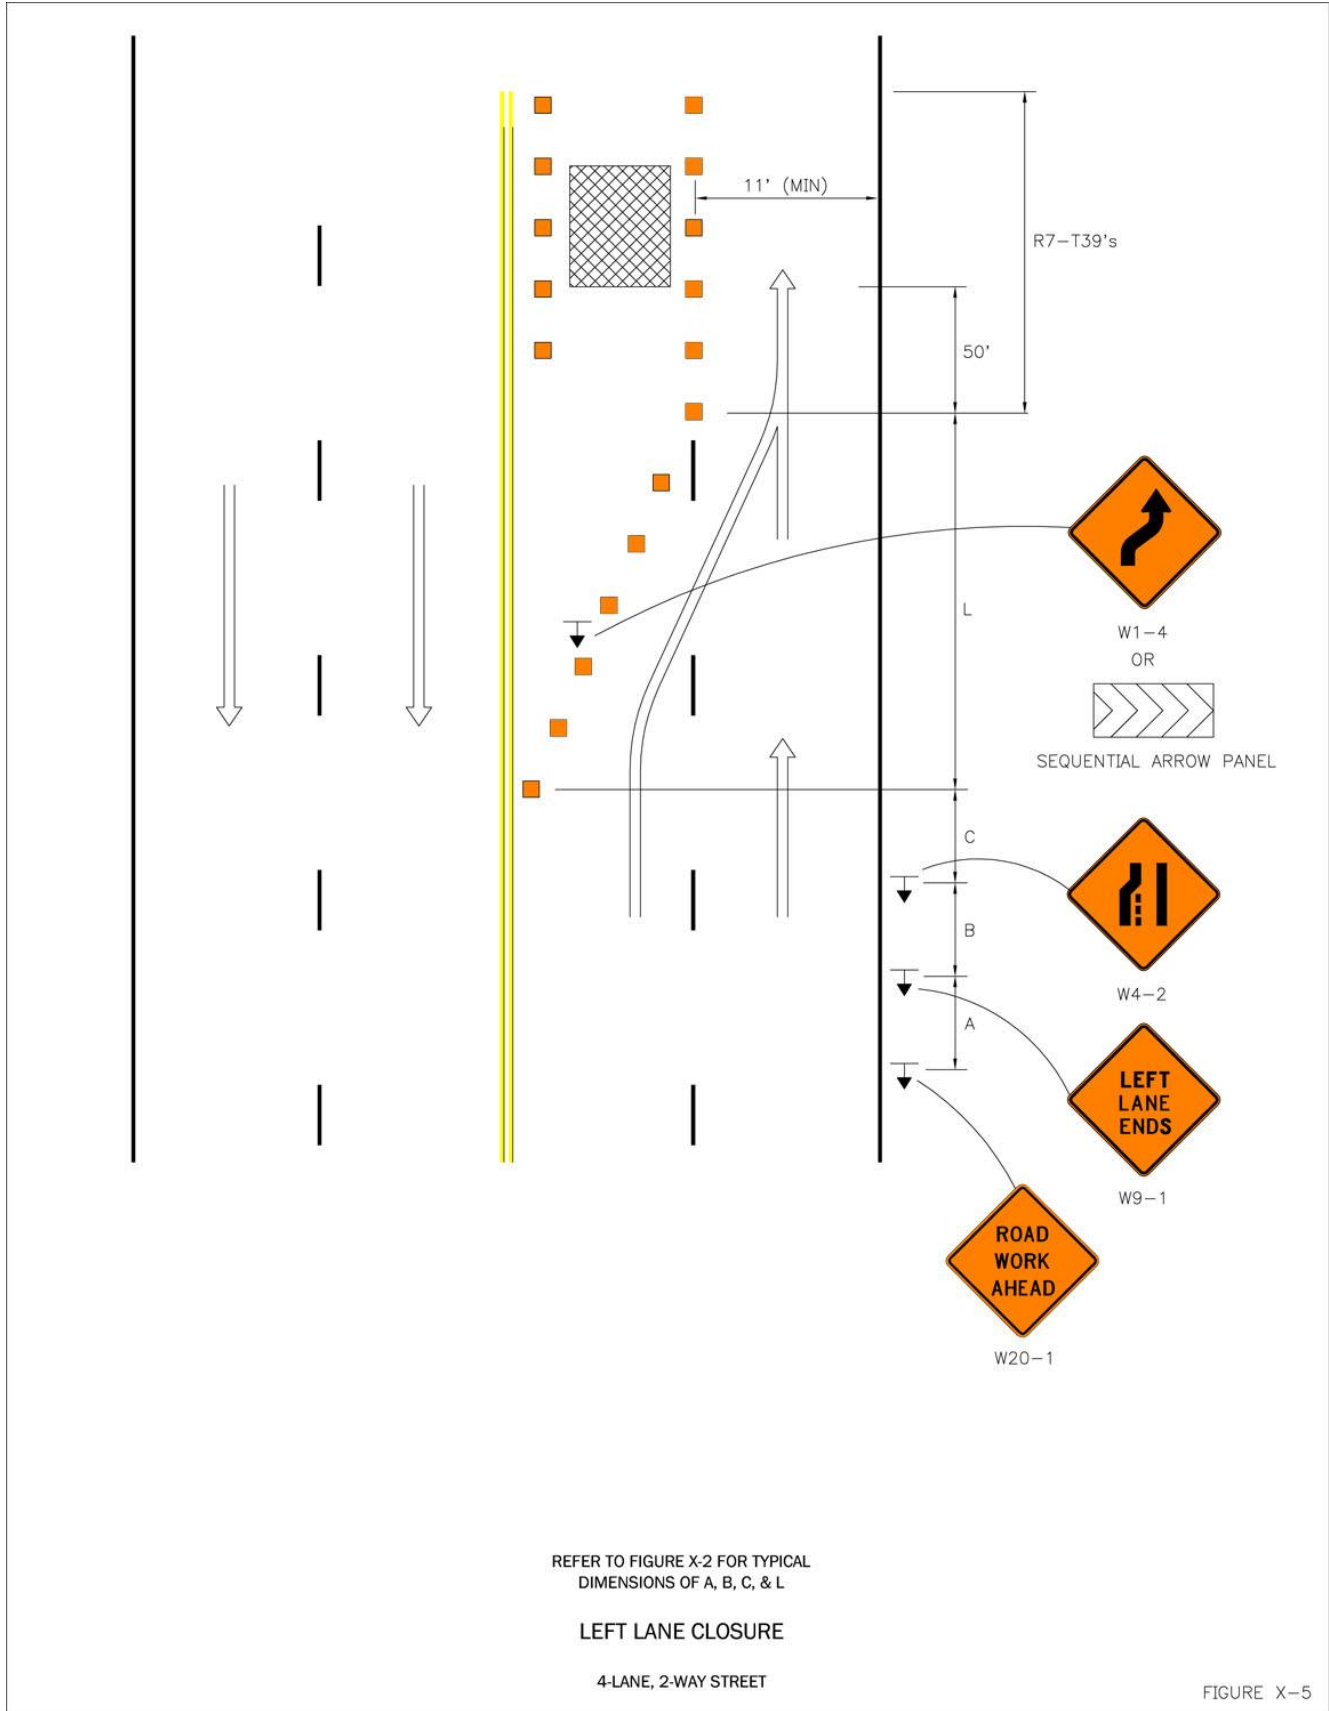 11' (MIN)
R7-T39's
50'
L
W1-4
OR
SEQUENTIAL ARROW PANEL
C
B
W4-2
A
LEFT
LANE
ENDS
W9-1
ROAD
WORK
AHEAD
W20-1
REFER TO FIGURE X-2 FOR TYPICAL
DIMENSIONS OF A, B, C, & L
LEFT LANE CLOSURE
4-LANE, 2-WAY STREET
FIGURE X-5